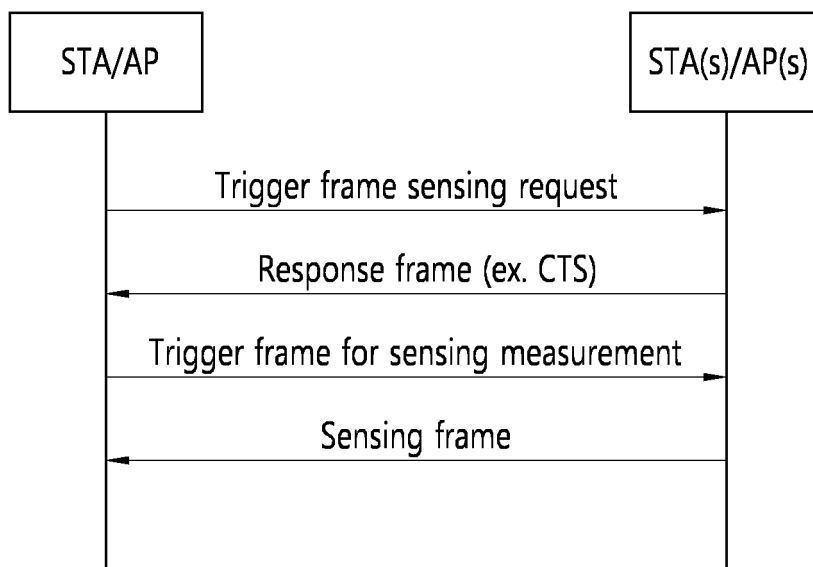 STA/AP
STA(s)/AP(s)
Trigger frame sensing request
Response frame (ex. CTS)
Trigger frame for sensing measurement
Sensing frame